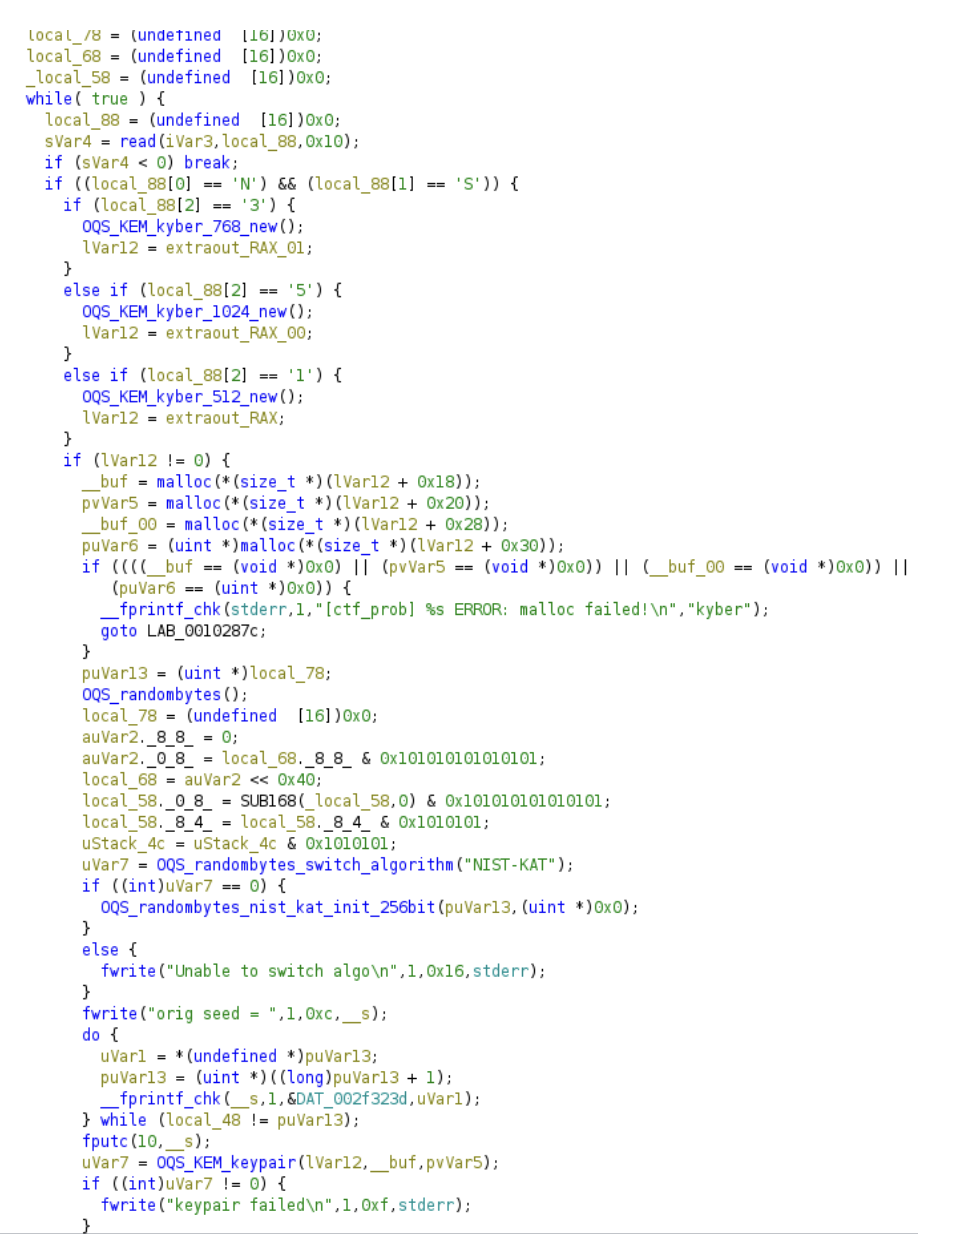 local_78 = (undefined  [16])0x0;
local_68 = (undefined  [16])0x0;
_local_58 = (undefined  [16])0x0;
while( true ) {
local_88 = (undefined  [16])0x0;
sVar4 = read(iVar3,local_88,0x10);
if (sVar4 < 0) break;
if ((local_88[0] == 'N') && (local_88[1] == 'S')) {
if (local_88[2] == '3') {
OQS_KEM_kyber_768_new();
lVar12 = extraout_RAX_01;
}
else if (local_88[2] == '5') {
OQS_KEM_kyber_1024_new();
lVar12 = extraout_RAX_00;
}
else if (local_88[2] == '1') {
OQS_KEM_kyber_512_new();
lVar12 = extraout_RAX;
}
if (lVar12 != 0) {
__buf = malloc(*(size_t *)(lVar12 + 0x18));
pvVar5 = malloc(*(size_t *)(lVar12 + 0x20));
__buf_00 = malloc(*(size_t *)(lVar12 + 0x28));
puVar6 = (uint *)malloc(*(size_t *)(lVar12 + 0x30));
if ((((__buf == (void *)0x0) || (pvVar5 == (void *)0x0)) || (__buf_00 == (void *)0x0)) ||
(puVar6 == (uint *)0x0)) {
__fprintf_chk(stderr,1,"[ctf_prob] %s ERROR: malloc failed!\n","kyber");
goto LAB_0010287c;
}
puVar13 = (uint *)local_78;
OQS_randombytes();
local_78 = (undefined  [16])0x0;
auVar2._8_8_ = 0;
auVar2._0_8_ = local_68._8_8_ & 0x101010101010101;
local_68 = auVar2 << 0x40;
local_58._0_8_ = SUB168(_local_58,0) & 0x101010101010101;
local_58._8_4_ = local_58._8_4_ & 0x1010101;
uStack_4c = uStack_4c & 0x1010101;
uVar7 = OQS_randombytes_switch_algorithm("NIST-KAT");
if ((int)uVar7 == 0) {
OQS_randombytes_nist_kat_init_256bit(puVar13,(uint *)0x0);
}
else {
fwrite("Unable to switch algo\n",1,0x16,stderr);
}
fwrite("orig seed = ",1,0xc,__s);
do {
uVar1 = *(undefined *)puVar13;
puVar13 = (uint *)((long)puVar13 + 1);
__fprintf_chk(__s,1,&DAT_002f323d,uVar1);
} while (local_48 != puVar13);
fputc(10,__s);
uVar7 = OQS_KEM_keypair(lVar12,__buf,pvVar5);
if ((int)uVar7 != 0) {
fwrite("keypair failed\n",1,0xf,stderr);
}